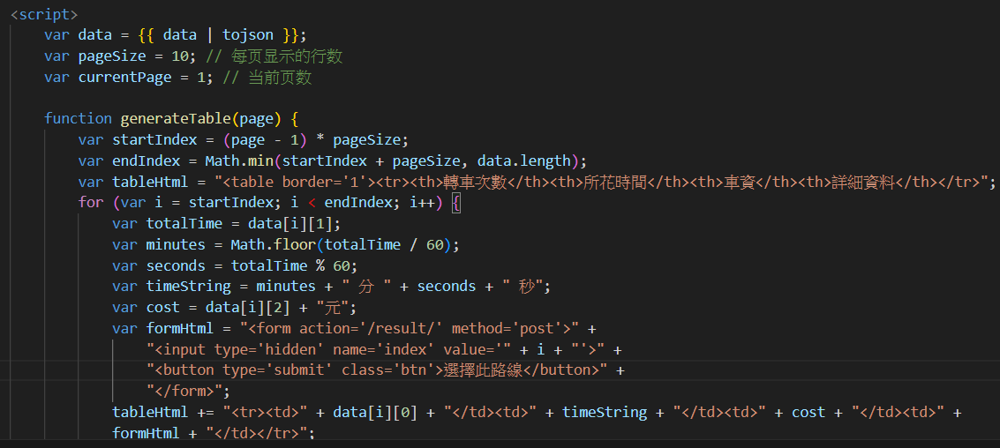 <script>
var data = {{ data | tojson }};
var pageSize = 10; // 每页显示的行数
var currentPage = 1; // 当前页数
function generateTable(page) {
var startIndex = (page - 1) * pageSize;
var endIndex = Math.min(startIndex + pageSize, data.length);
var tableHtml = "<table border='1'><tr><th>轉車次數</th><th>所花時間</th><th>車資</th><th>詳細資料</th></tr>";
for (var i = startIndex; i < endIndex; i++) {
var totalTime = data[i][1];
var minutes = Math.floor(totalTime / 60);
var seconds = totalTime % 60;
var timeString = minutes + " 分 " + seconds + " 秒";
var cost = data[i][2] + "元";
var formHtml = "<form action='/result/' method='post'>" +
"<input type='hidden' name='index' value='" + i + "'>" +
"<button type='submit' class='btn'>選擇此路線</button>" +
"</form>";
tableHtml += "<tr><td>" + data[i][0] + "</td><td>" + timeString + "</td><td>" + cost + "</td><td>" +
formHtml + "</td></tr>";